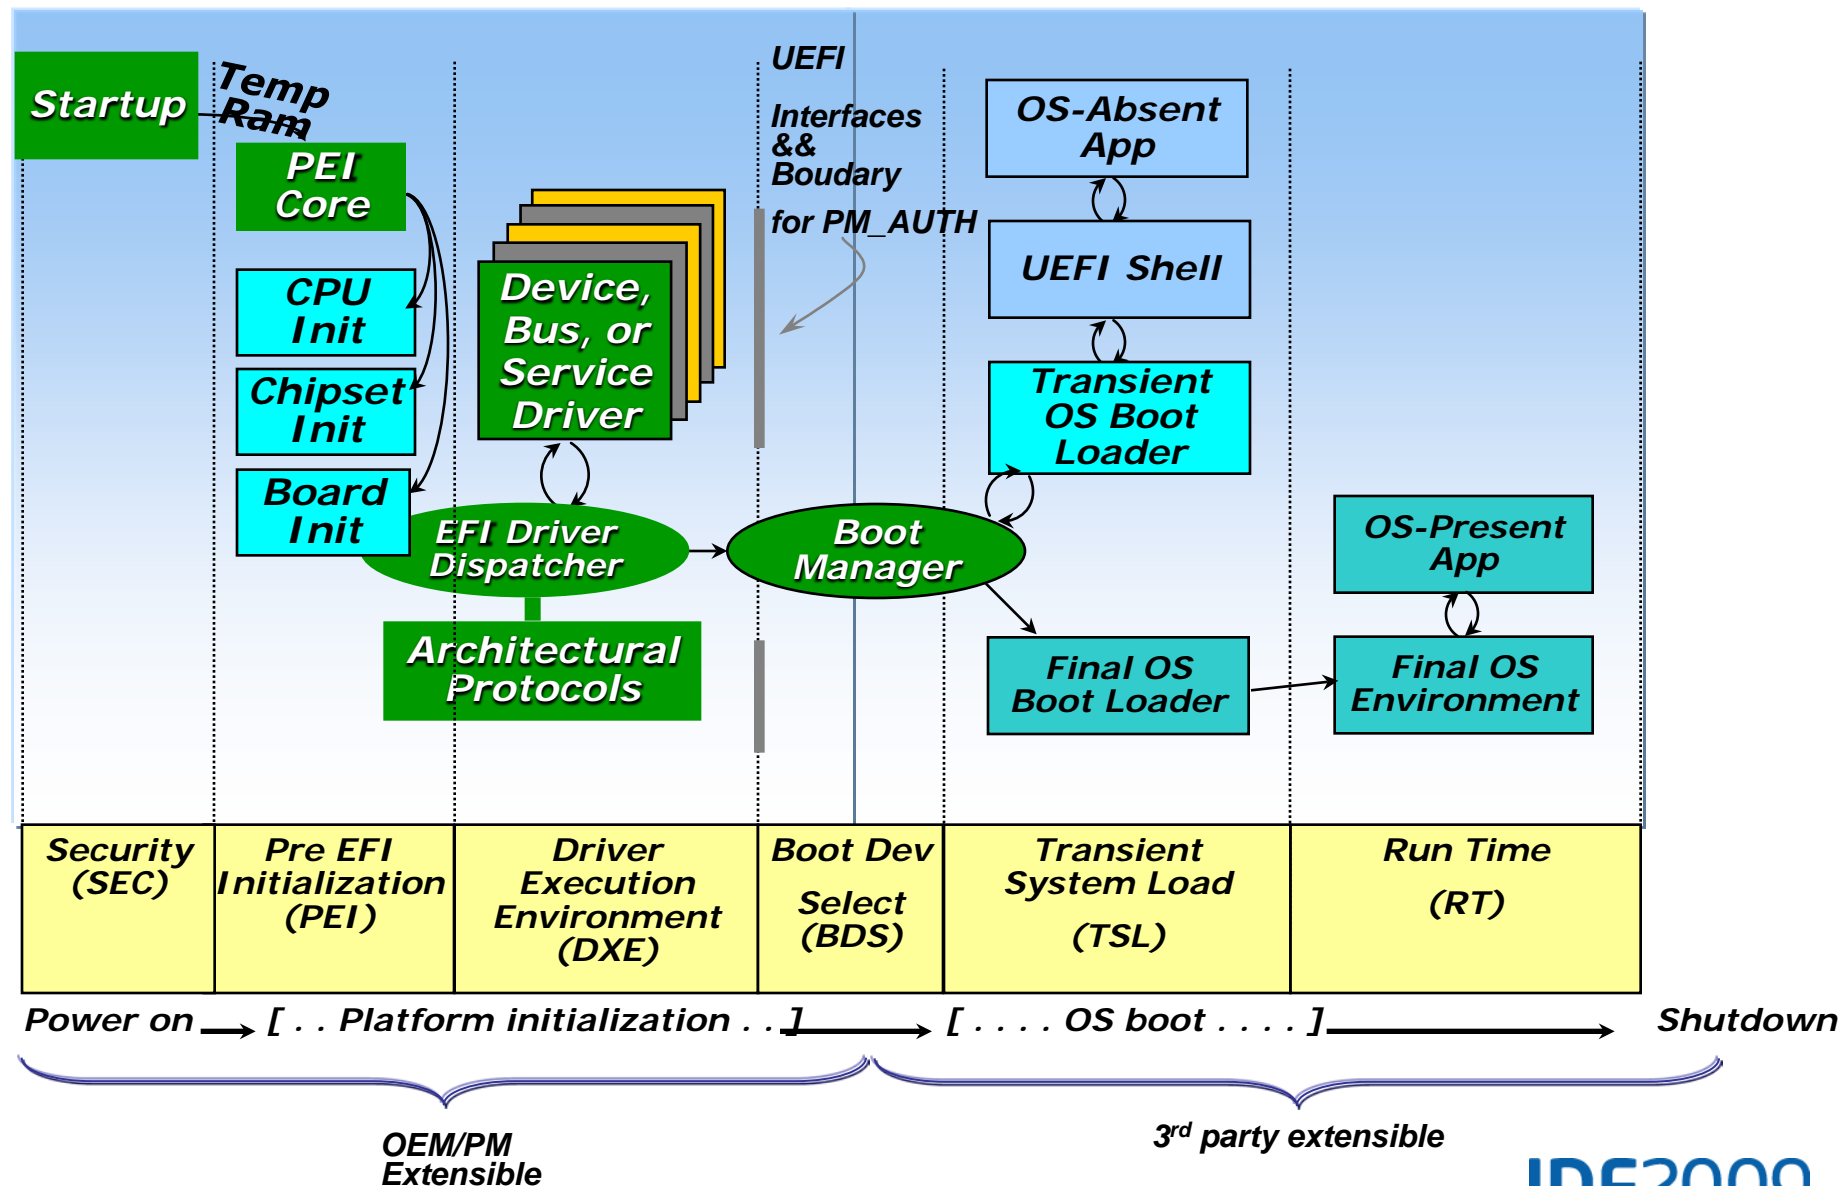 Startup
Temp
Ram
PEI
Core
CPU
Init
Chipset
Init
Board
Init
Device,
Bus, or
Service
Driver
EFI Driver
Dispatcher
Architectural
Protocols
UEFI
Interfaces
&&
Boudary
for PM_AUTH
Boot
Manager
OS-Absent
App
UEFI Shell
Transient
OS Boot
Loader
Final OS
Boot Loader
OS-Present
App
Final OS
Environment
Security
(SEC)
Pre EFI
Initialization
(PEI)
Driver
Execution
Environment
(DXE)
Boot Dev
Select
(BDS)
Transient
System Load
(TSL)
Run Time
(RT)
Power on [ . . Platform initialization . . ] [ . . . . OS boot . . . . ] Shutdown
OEM/PM
Extensible
3rd party extensible
IDF2009